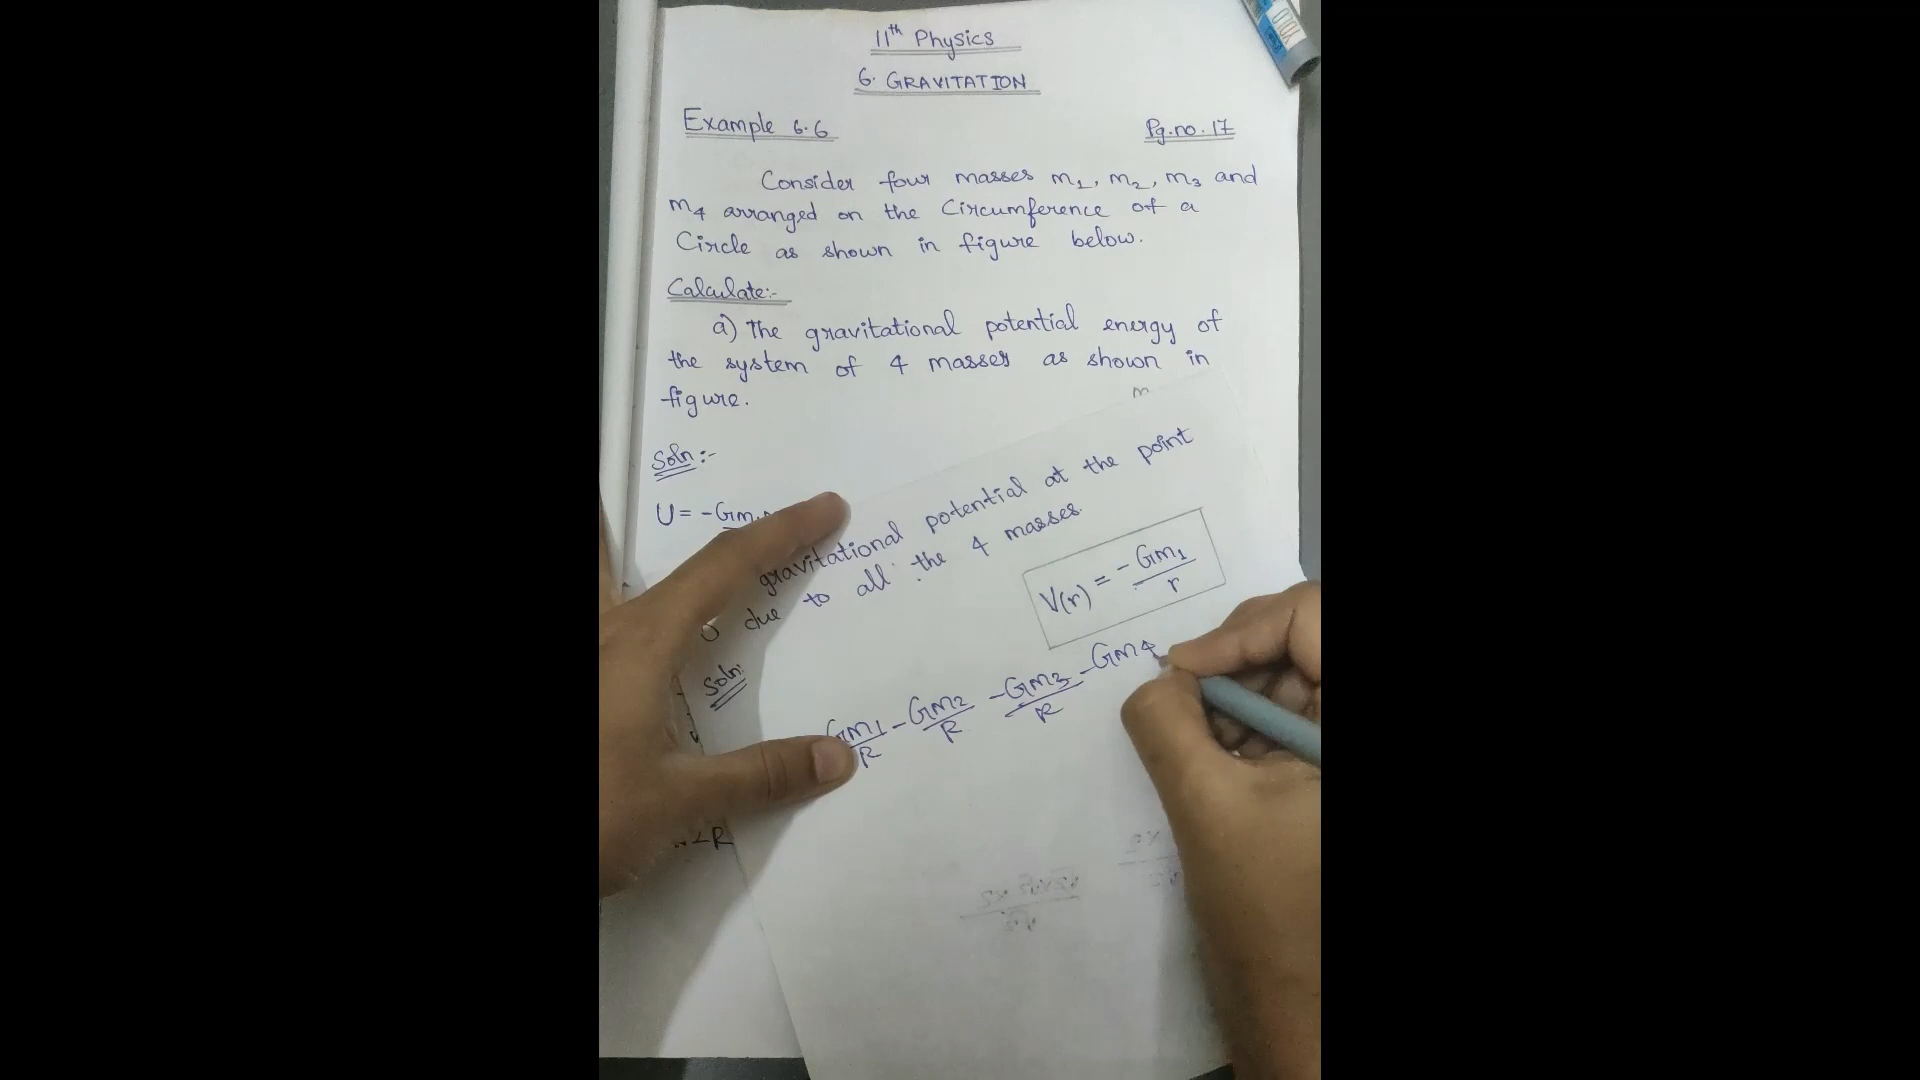 11th Physics
6. GRAVITATION
Example 6.6 Pg.no.17
Consider four masses m1, m2, m3 and
m4 arranged on the Circumference of a
Circle as shown in figure below.
Calculate:-
a) The gravitational potential energy of
the system of 4 masses as shown in
figure.
Soln:-
U = -Gm1
gravitational potential at the point
O due to all the 4 masses.
V(r) = -Gm1/r
Soln:
Gm1/R -Gm2/R -Gm3/R -Gm4